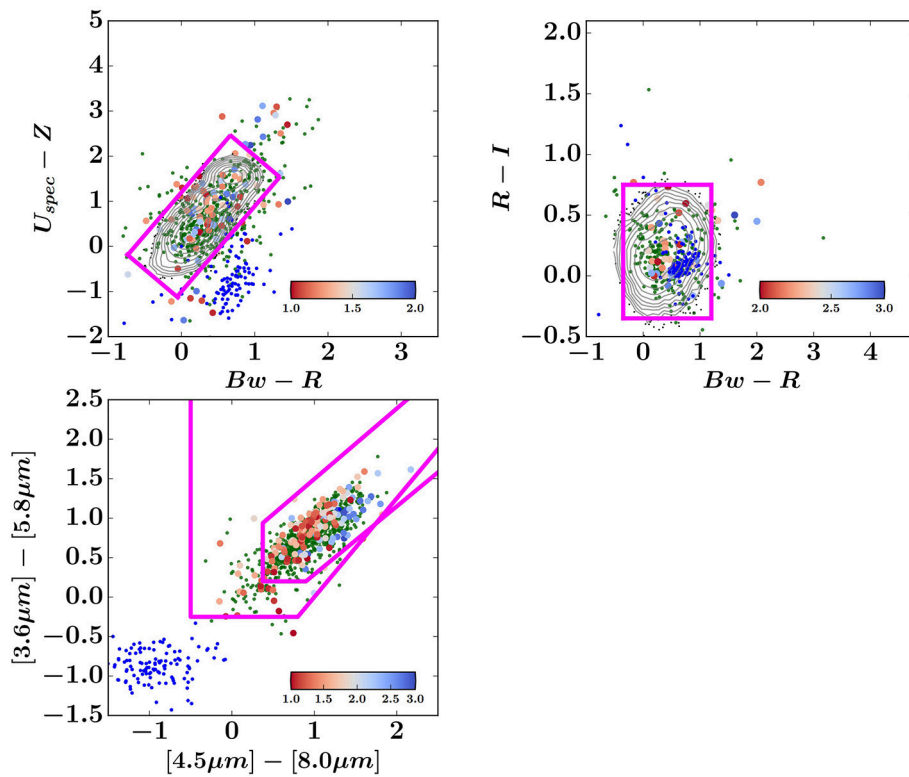 5
4
3
2
1
0
−1
−2
U_spec − Z
1.0 1.5 2.0
−1 0 1 2 3
Bw − R
2.0
1.5
1.0
0.5
0.0
−0.5
R − I
2.0 2.5 3.0
−1 0 1 2 3 4
Bw − R
2.5
2.0
1.5
1.0
0.5
0.0
−0.5
−1.0
−1.5
[3.6μm] − [5.8μm]
1.0 1.5 2.0 2.5 3.0
−1 0 1 2
[4.5μm] − [8.0μm]